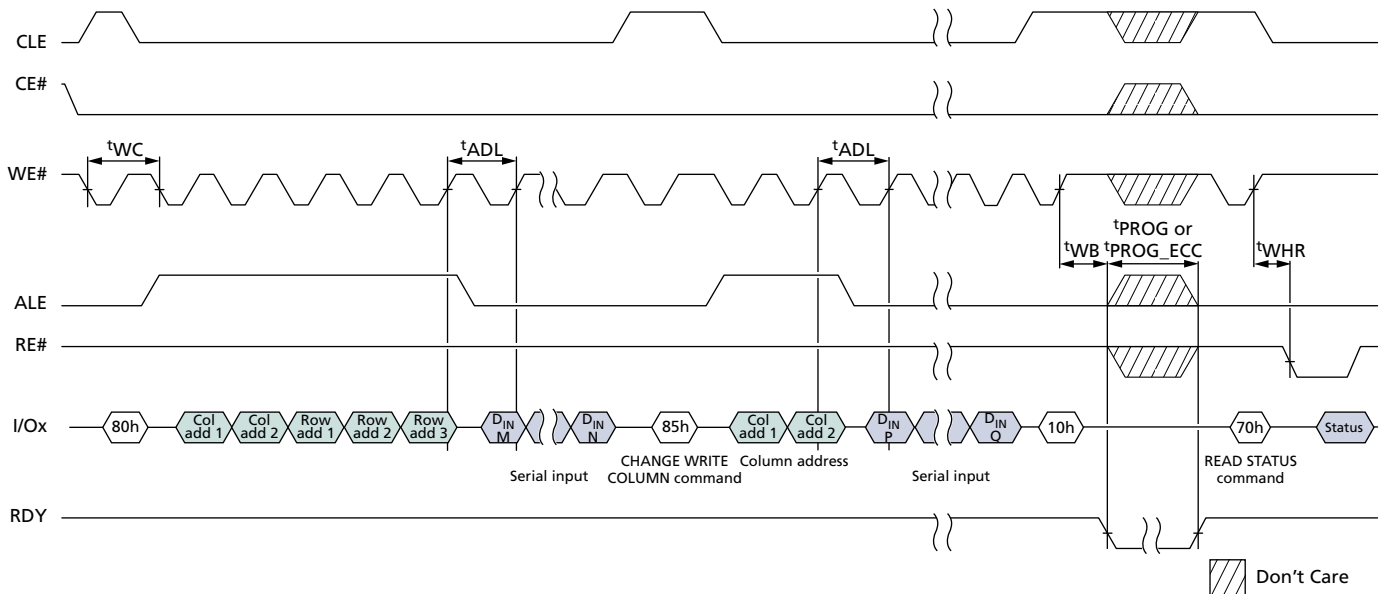 CLE
CE#
tWC
tADL
tADL
WE#
tPROG or
tWB tPROG_ECC
tWHR
ALE
RE#
I/Ox
80h
Col add 1
Col add 2
Row add 1
Row add 2
Row add 3
DIN M
DIN N
85h
Col add 1
Col add 2
DIN P
DIN Q
10h
70h
Status
Serial input
CHANGE WRITE
COLUMN command
Column address
Serial input
READ STATUS
command
RDY
Don't Care